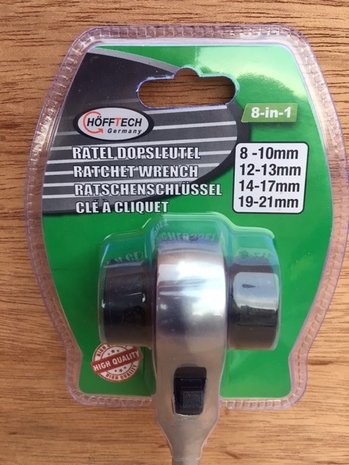 HÖFFTECH
Germany
8-in-1
RATEL DOPSLEUTEL
RATCHET WRENCH
RATSCHENSCHLÜSSEL
CLÉ À CLIQUET
8 -10mm
12-13mm
14-17mm
19-21mm
HIGH QUALITY